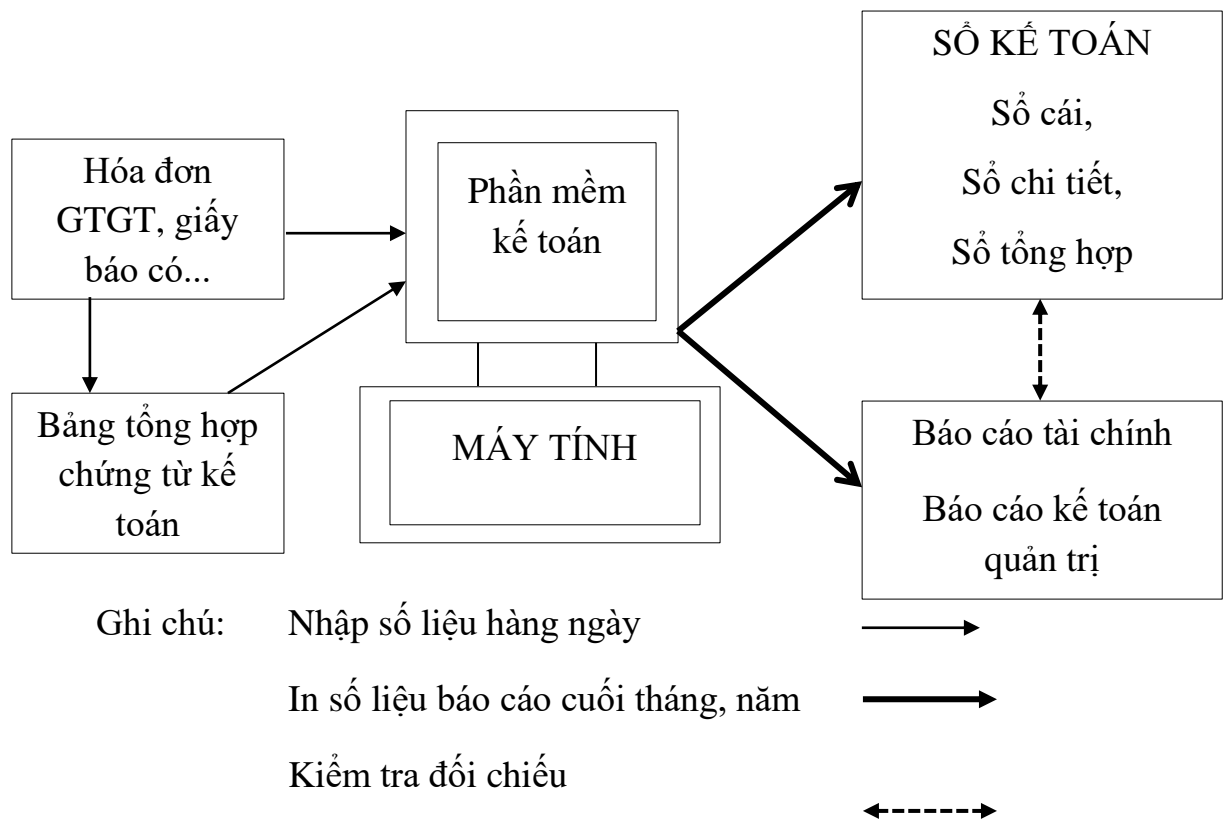 Hóa đơn
GTGT, giấy
báo có...
Bảng tổng hợp
chứng từ kế
toán
Phần mềm
kế toán
MÁY TÍNH
SỔ KẾ TOÁN
Sổ cái,
Sổ chi tiết,
Sổ tổng hợp
Báo cáo tài chính
Báo cáo kế toán
quản trị
Ghi chú: Nhập số liệu hàng ngày
In số liệu báo cáo cuối tháng, năm
Kiểm tra đối chiếu